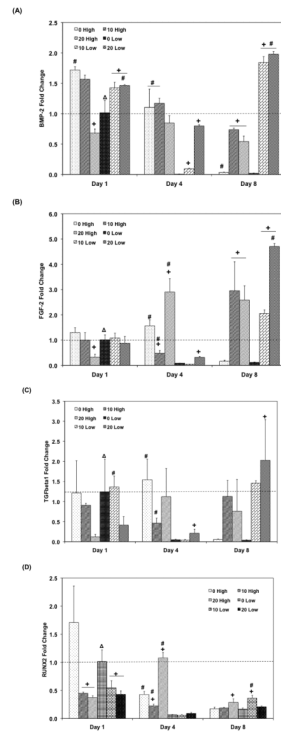 (A)
BMP-2 Fold Change
2.5
2.0
1.5
1.0
0.5
0.0
0 High
10 High
20 High
0 Low
10 Low
20 Low
#
+
Δ
+ #
#
+
+
#
+
+ #
Day 1
Day 4
Day 8
(B)
FGF-2 Fold Change
6.0
5.0
4.0
3.0
2.0
1.0
0.0
0 High
10 High
20 High
0 Low
10 Low
20 Low
+
Δ
#
#
+
#
+
+
+
+
#
Day 1
Day 4
Day 8
(C)
TGFbeta1 Fold Change
3.5
3.0
2.5
2.0
1.5
1.0
0.5
0.0
0 High
10 High
20 High
0 Low
10 Low
20 Low
Δ
#
#
#
+
+
+
Day 1
Day 4
Day 8
(D)
RUNX2 Fold Change
2.5
2.0
1.5
1.0
0.5
0.0
0 High
10 High
20 High
0 Low
10 Low
20 Low
+
Δ
+
#
#
+
#
+
+
#
+
Day 1
Day 4
Day 8